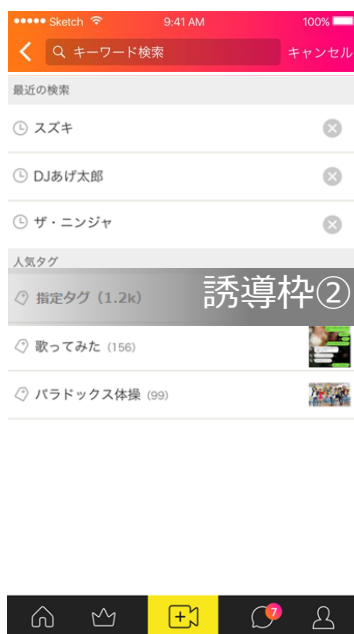 Sketch 9:41 AM 100%
キーワード検索 キャンセル
最近の検索
スズキ
DJあげ太郎
ザ・ニンジャ
人気タグ
指定タグ（1.2k） 誘導枠②
歌ってみた (156)
パラドックス体操 (99)
7